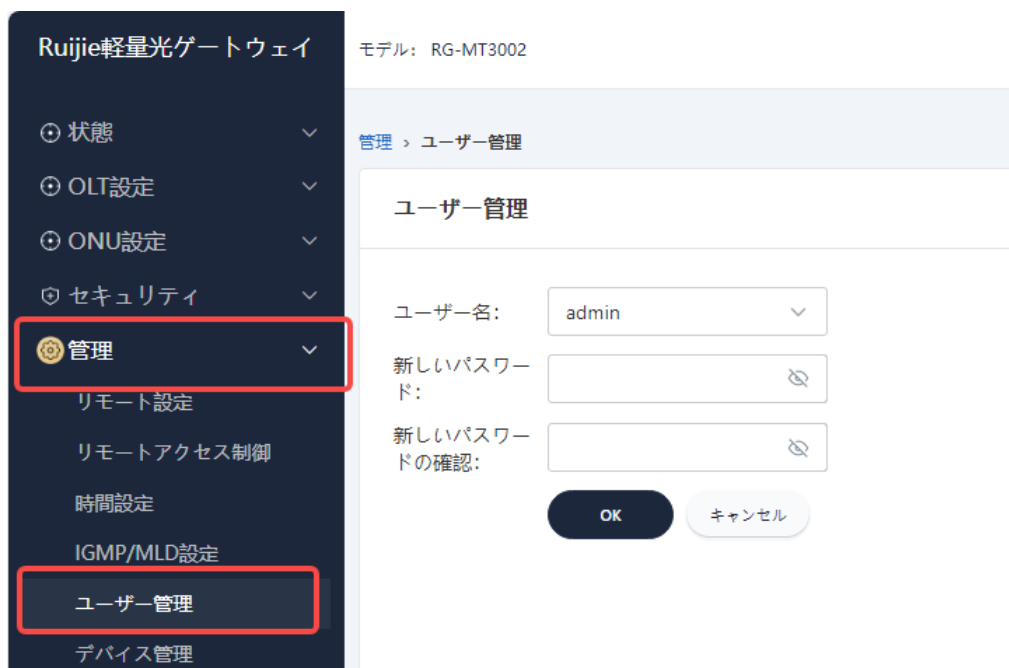 Ruijie軽量光ゲートウェイ
モデル: RG-MT3002
状態
OLT設定
ONU設定
セキュリティ
管理
リモート設定
リモートアクセス制御
時間設定
IGMP/MLD設定
ユーザー管理
デバイス管理
管理 › ユーザー管理
ユーザー管理
ユーザー名:
admin
新しいパスワー
ド:
新しいパスワー
ドの確認:
OK
キャンセル